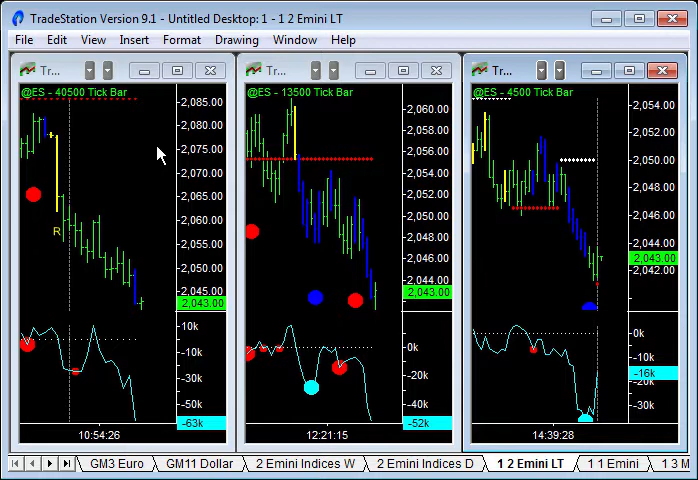 TradeStation Version 9.1 - Untitled Desktop: 1 - 1 2 Emini LT
File Edit View Insert Format Drawing Window Help
Tr...
@ES - 40500 Tick Bar
2,085.00
2,080.00
2,075.00
2,070.00
2,065.00
2,060.00
2,055.00
2,050.00
2,045.00
2,043.00
R
10k
-10k
-30k
-50k
-63k
10:54:26
Tr...
@ES - 13500 Tick Bar
2,060.00
2,058.00
2,056.00
2,054.00
2,052.00
2,050.00
2,048.00
2,046.00
2,044.00
2,043.00
0k
-20k
-40k
-52k
12:21:15
Tr...
@ES - 4500 Tick Bar
2,054.00
2,050.00
2,048.00
2,046.00
2,044.00
2,043.00
2,042.00
0k
-10k
-16k
-20k
-30k
14:39:28
GM3 Euro GM11 Dollar 2 Emini Indices W 2 Emini Indices D 1 2 Emini LT 1 1 Emini 1 3 M